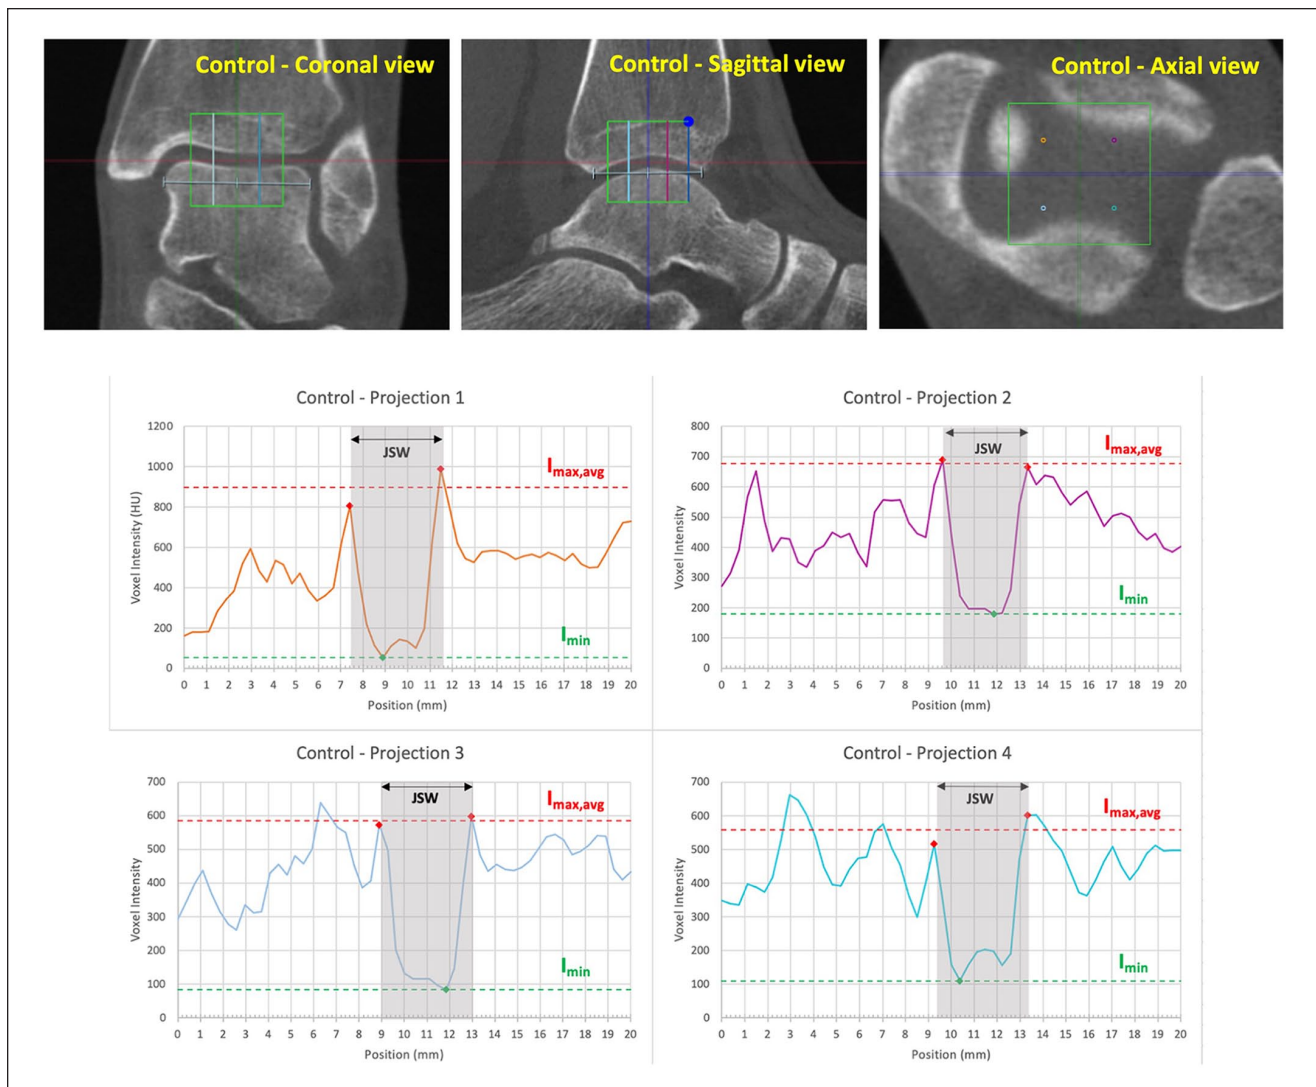 Control - Coronal view
Control - Sagittal view
Control - Axial view
Control - Projection 1
1200
1000
800
600
400
200
0
Voxel Intensity (HU)
JSW
Imax,avg
Imin
0 1 2 3 4 5 6 7 8 9 10 11 12 13 14 15 16 17 18 19 20
Position (mm)
Control - Projection 2
800
700
600
500
400
300
200
100
0
Voxel Intensity
JSW
Imax,avg
Imin
0 1 2 3 4 5 6 7 8 9 10 11 12 13 14 15 16 17 18 19 20
Position (mm)
Control - Projection 3
700
600
500
400
300
200
100
0
Voxel Intensity
JSW
Imax,avg
Imin
0 1 2 3 4 5 6 7 8 9 10 11 12 13 14 15 16 17 18 19 20
Position (mm)
Control - Projection 4
700
600
500
400
300
200
100
0
Voxel Intensity
JSW
Imax,avg
Imin
0 1 2 3 4 5 6 7 8 9 10 11 12 13 14 15 16 17 18 19 20
Position (mm)